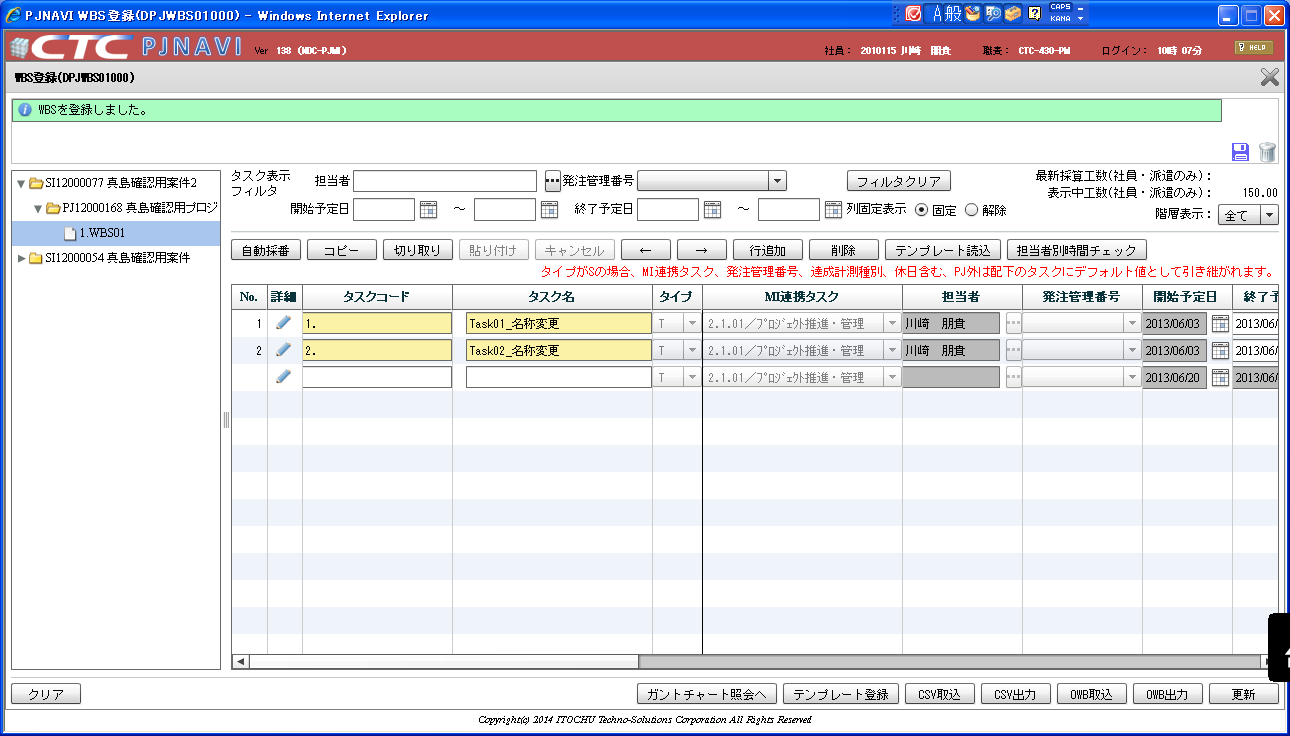 PJNAVI WBS登録(DPJWBS01000) - Windows Internet Explorer
A 般 CAPS KANA
CTC PJNAVI Ver 138 (NDC-PJMI) 社員： 2010115 川崎 朋貴 職責： CTC-430-PM ログイン： 10時 07分 ? HELP
WBS登録(DPJWBS01000)
WBSを登録しました。
SI12000077 真島確認用案件2
PJ12000168 真島確認用プロジ
1.WBS01
SI12000054 真島確認用案件
タスク表示
フィルタ
担当者 ... 発注管理番号 フィルタクリア
最新採算工数(社員・派遣のみ)：
表示中工数(社員・派遣のみ)： 150.00
開始予定日 ～ 終了予定日 ～ 列固定表示 固定 解除
階層表示： 全て
自動採番 コピー 切り取り 貼り付け キャンセル ← → 行追加 削除 テンプレート読込 担当者別時間チェック
タイプがSの場合、MI連携タスク、発注管理番号、達成計測種別、休日含む、PJ外は配下のタスクにデフォルト値として引き継がれます。
No. 詳細 タスクコード タスク名 タイプ MI連携タスク 担当者 発注管理番号 開始予定日 終了予
1 1. Task01_名称変更 T 2.1.01／ﾌﾟﾛｼﾞｪｸﾄ推進・管理 川崎 朋貴 ... 2013/06/03 2013/06/
2 2. Task02_名称変更 T 2.1.01／ﾌﾟﾛｼﾞｪｸﾄ推進・管理 川崎 朋貴 ... 2013/06/03 2013/06/
T 2.1.01／ﾌﾟﾛｼﾞｪｸﾄ推進・管理 ... 2013/06/20 2013/06/
クリア ガントチャート照会へ テンプレート登録 CSV取込 CSV出力 OWB取込 OWB出力 更新
Copyright(c) 2014 ITOCHU Techno-Solutions Corporation All Rights Reserved